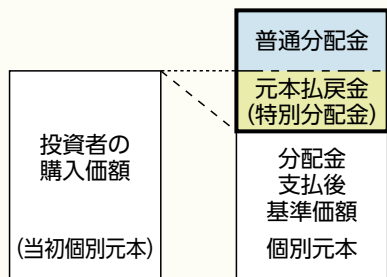 普通分配金
元本払戻金
(特別分配金)
投資者の
購入価額
(当初個別元本)
分配金
支払後
基準価額
個別元本